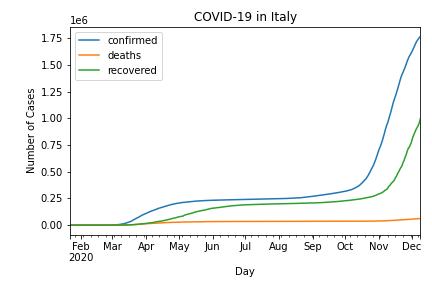 COVID-19 in Italy
1e6
confirmed
deaths
recovered
Number of Cases
1.75
1.50
1.25
1.00
0.75
0.50
0.25
0.00
Feb Mar Apr May Jun Jul Aug Sep Oct Nov Dec
2020
Day